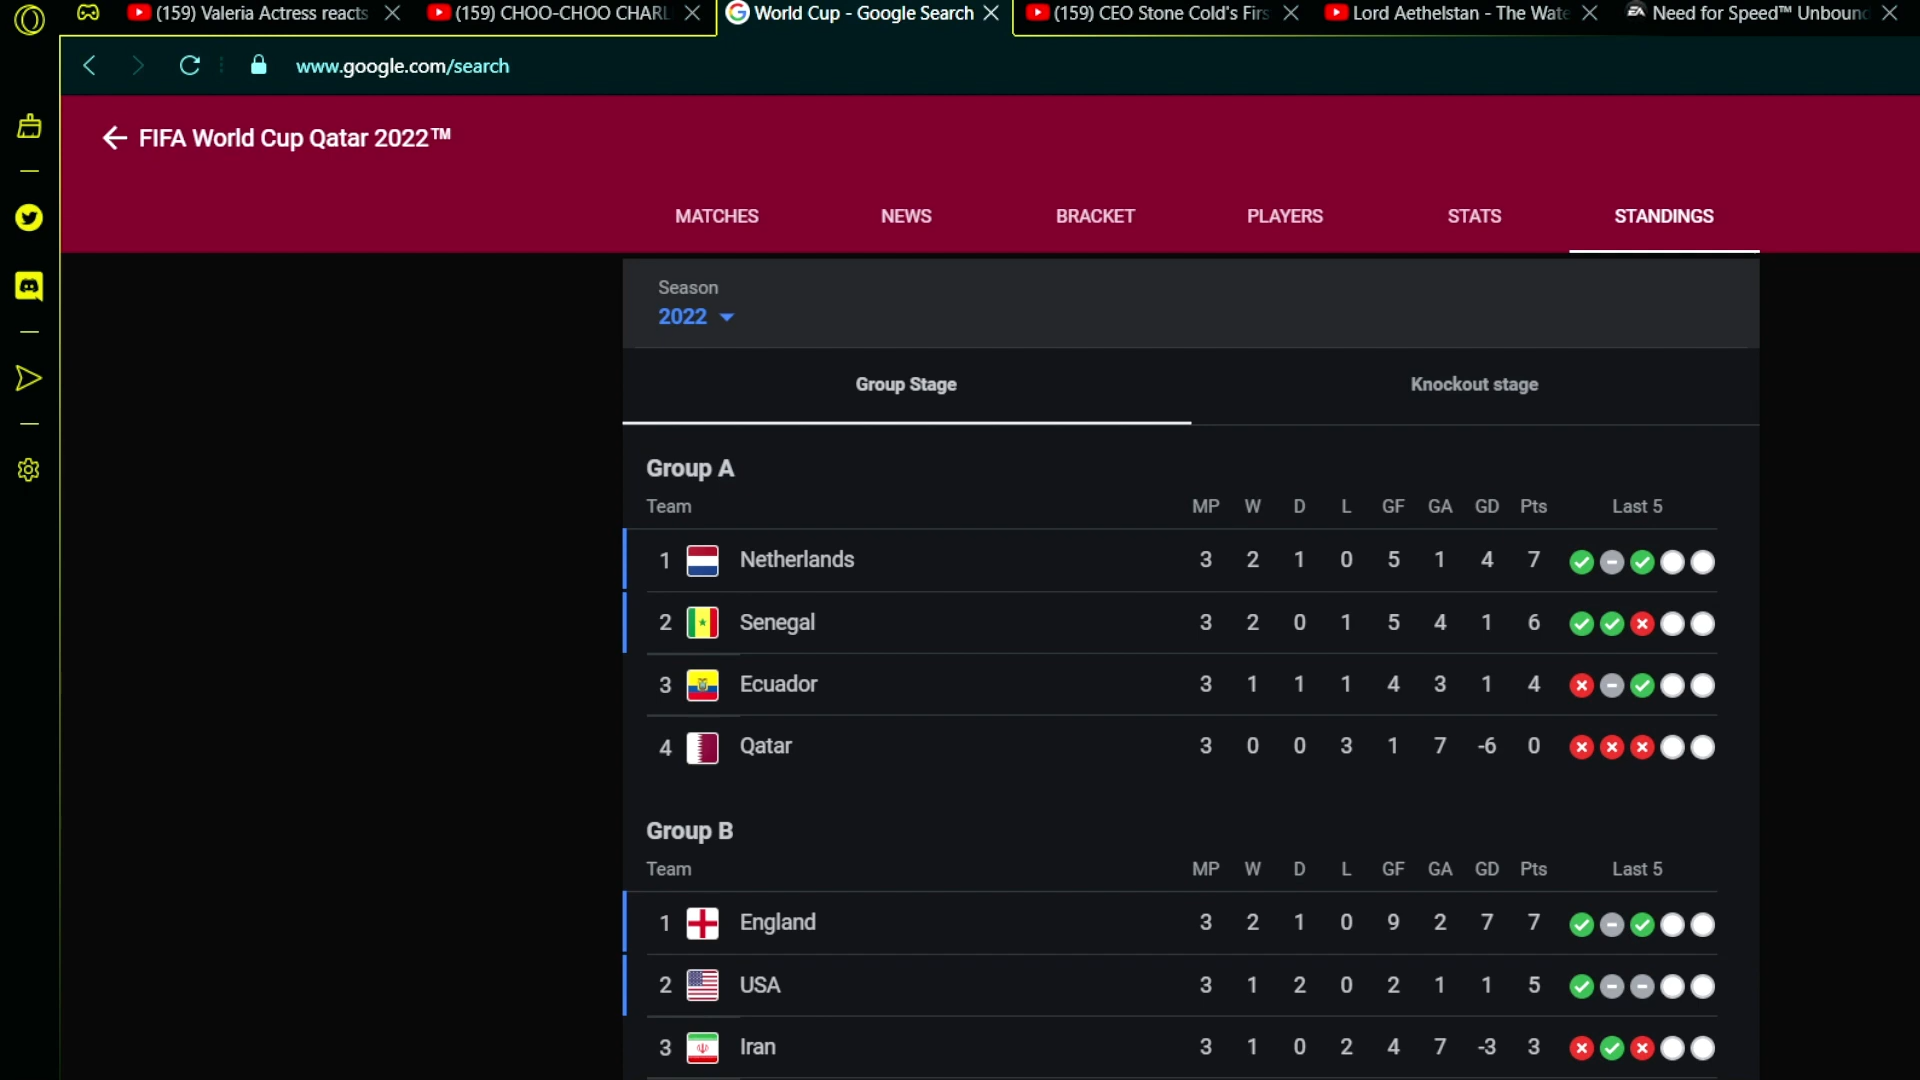 (159) Valeria Actress reacts
(159) CHOO-CHOO CHARL
World Cup - Google Search
(159) CEO Stone Cold's Firs
Lord Aethelstan - The Wate
Need for Speed™ Unbound
www.google.com/search
FIFA World Cup Qatar 2022™
MATCHES NEWS BRACKET PLAYERS STATS STANDINGS
Season
2022
Group Stage Knockout stage
Group A
Team MP W D L GF GA GD Pts Last 5
1 Netherlands 3 2 1 0 5 1 4 7
2 Senegal 3 2 0 1 5 4 1 6
3 Ecuador 3 1 1 1 4 3 1 4
4 Qatar 3 0 0 3 1 7 -6 0
Group B
Team MP W D L GF GA GD Pts Last 5
1 England 3 2 1 0 9 2 7 7
2 USA 3 1 2 0 2 1 1 5
3 Iran 3 1 0 2 4 7 -3 3